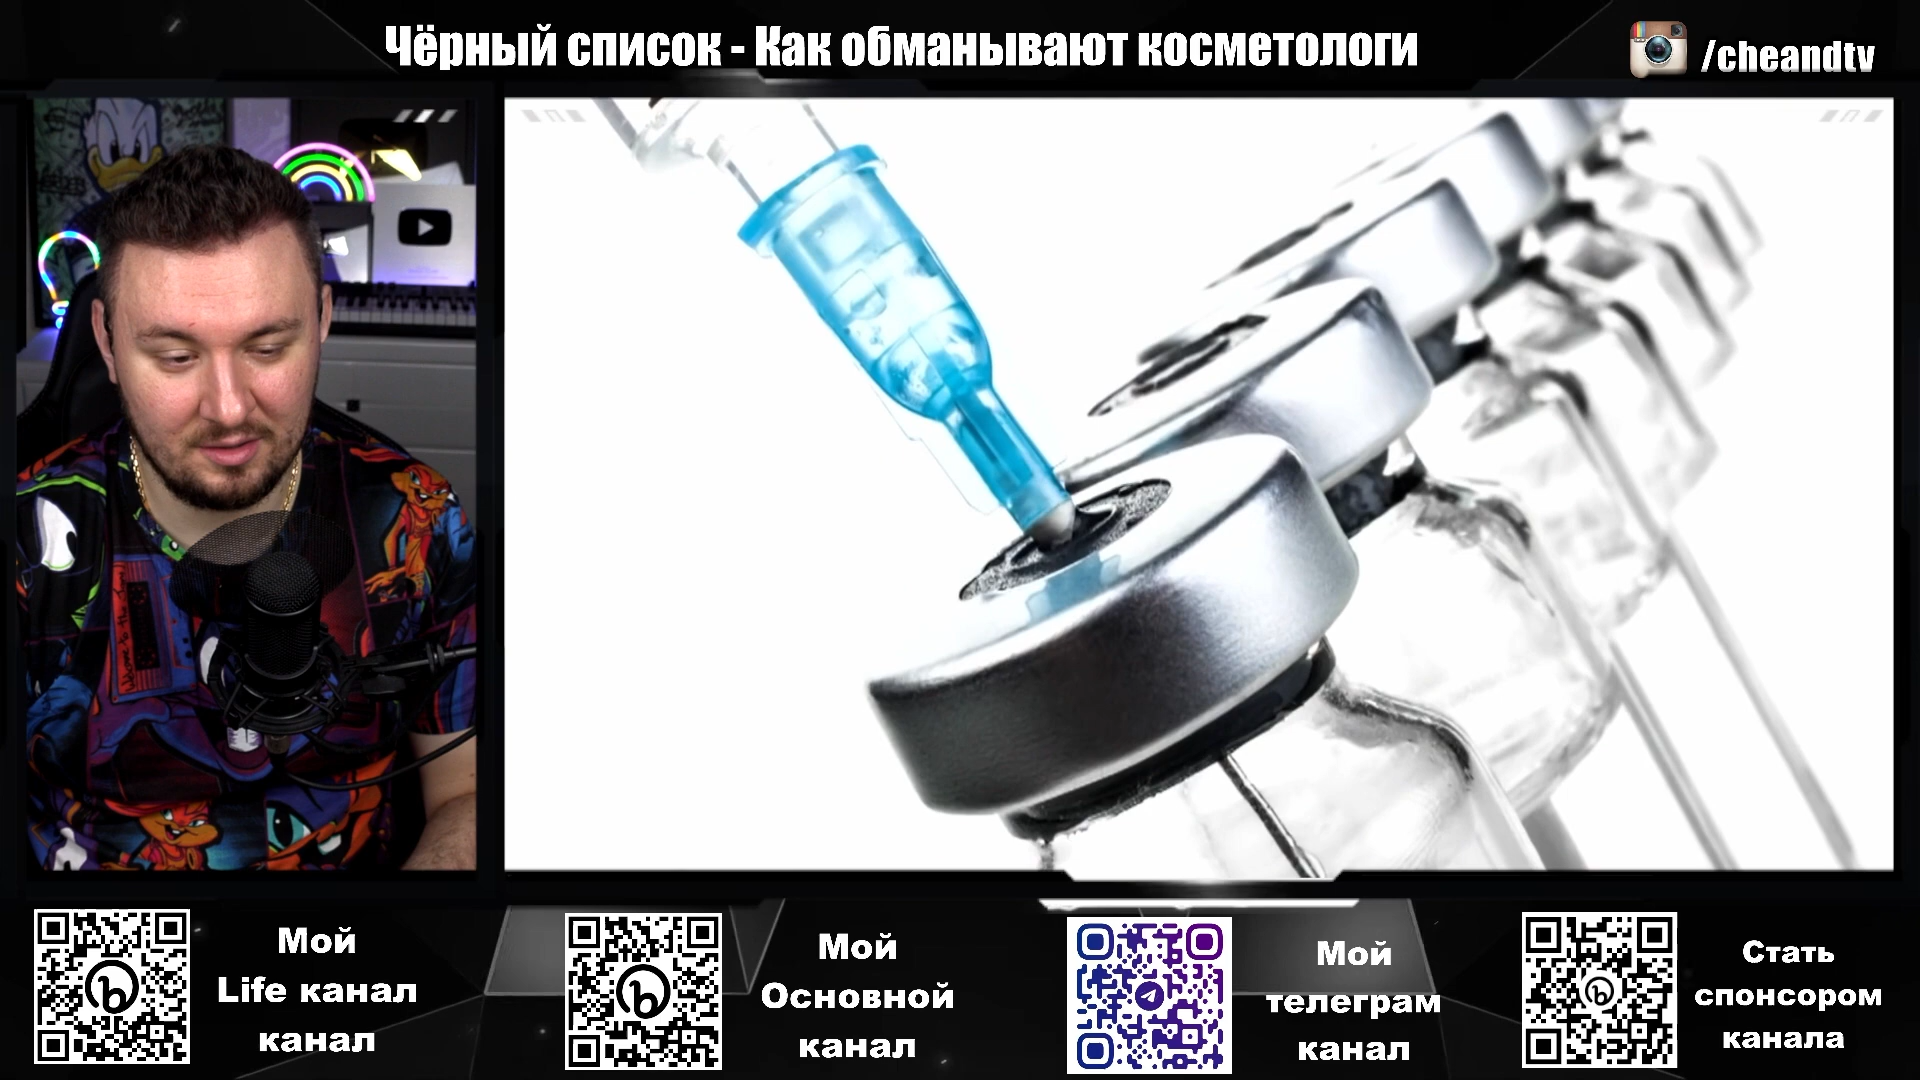 Чёрный список - Как обманывают косметологи
/cheandtv
Мой
Life канал
канал
Мой
Основной
канал
Мой
телеграм
канал
Стать
спонсором
канала